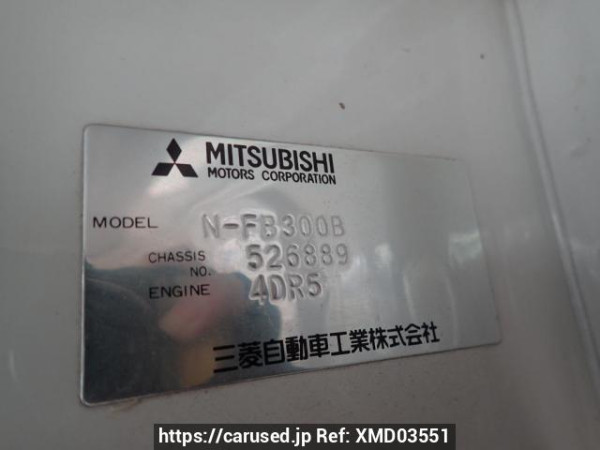 MITSUBISHI
MOTORS CORPORATION
MODEL N-FB300B
CHASSIS NO. 526889
ENGINE 4DR5
三菱自動車工業株式会社
https://carused.jp Ref: XMD03551